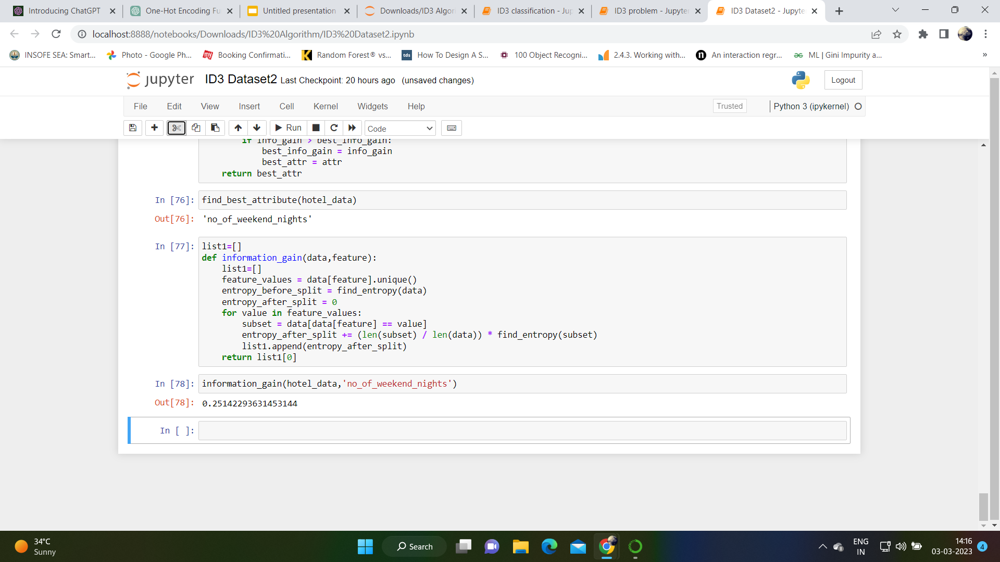 Introducing ChatGPT
One-Hot Encoding Fu
Untitled presentation
Downloads/ID3 Algori
ID3 classification - Jup
ID3 problem - Jupyter
ID3 Dataset2 - Jupyte
localhost:8888/notebooks/Downloads/ID3%20Algorithm/ID3%20Dataset2.ipynb
INSOFE SEA: Smart...
Photo - Google Ph...
my Booking Confirmati...
Random Forest® vs...
tds How To Design A S...
100 Object Recogni...
2.4.3. Working with...
n An interaction regr...
ML | Gini Impurity a...
»
jupyter ID3 Dataset2 Last Checkpoint: 20 hours ago (unsaved changes)
Logout
File Edit View Insert Cell Kernel Widgets Help
Trusted
Python 3 (ipykernel)
Run
Code
if info_gain > best_info_gain:
best_info_gain = info_gain
best_attr = attr
return best_attr
In [76]: find_best_attribute(hotel_data)
Out[76]: 'no_of_weekend_nights'
In [77]: list1=[]
def information_gain(data,feature):
list1=[]
feature_values = data[feature].unique()
entropy_before_split = find_entropy(data)
entropy_after_split = 0
for value in feature_values:
subset = data[data[feature] == value]
entropy_after_split += (len(subset) / len(data)) * find_entropy(subset)
list1.append(entropy_after_split)
return list1[0]
In [78]: information_gain(hotel_data,'no_of_weekend_nights')
Out[78]: 0.25142293631453144
In [ ]:
34°C
Sunny
Search
ENG
IN
14:16
03-03-2023
4